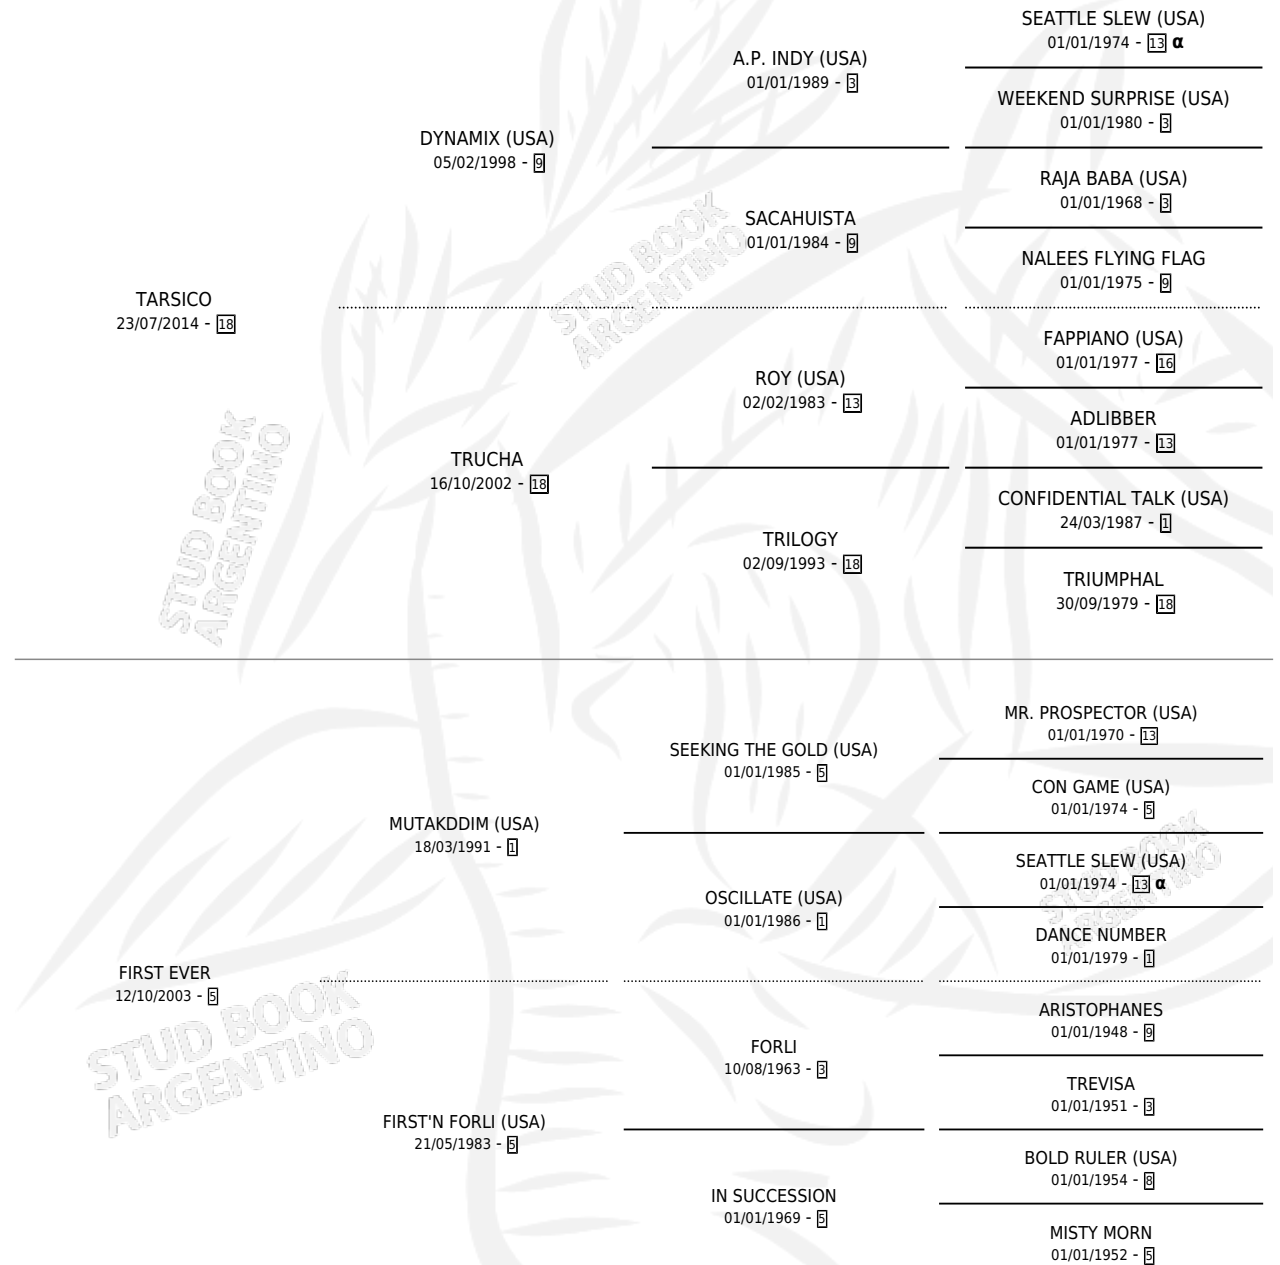 SEATTLE SLEW (USA)
01/01/1974 - 13 α
A.P. INDY (USA)
01/01/1989 - 3
WEEKEND SURPRISE (USA)
01/01/1980 - 3
DYNAMIX (USA)
05/02/1998 - 9
RAJA BABA (USA)
01/01/1968 - 3
SACAHUISTA
01/01/1984 - 9
NALEES FLYING FLAG
01/01/1975 - 9
STUD BOOK
ARGENTINO
TARSICO
23/07/2014 - 18
FAPPIANO (USA)
01/01/1977 - 16
ROY (USA)
02/02/1983 - 13
ADLIBBER
01/01/1977 - 13
TRUCHA
16/10/2002 - 18
CONFIDENTIAL TALK (USA)
24/03/1987 - 1
TRILOGY
02/09/1993 - 18
TRIUMPHAL
30/09/1979 - 18
STUD BOOK
ARGENTINO
MR. PROSPECTOR (USA)
01/01/1970 - 13
SEEKING THE GOLD (USA)
01/01/1985 - 5
CON GAME (USA)
01/01/1974 - 5
MUTAKDDIM (USA)
18/03/1991 - 1
SEATTLE SLEW (USA)
01/01/1974 - 13 α
OSCILLATE (USA)
01/01/1986 - 1
DANCE NUMBER
01/01/1979 - 1
STUD BOOK
ARGENTINO
FIRST EVER
12/10/2003 - 5
ARISTOPHANES
01/01/1948 - 9
FORLI
10/08/1963 - 3
TREVISA
01/01/1951 - 3
STUD BOOK
ARGENTINO
FIRST'N FORLI (USA)
21/05/1983 - 5
BOLD RULER (USA)
01/01/1954 - 8
IN SUCCESSION
01/01/1969 - 5
MISTY MORN
01/01/1952 - 5